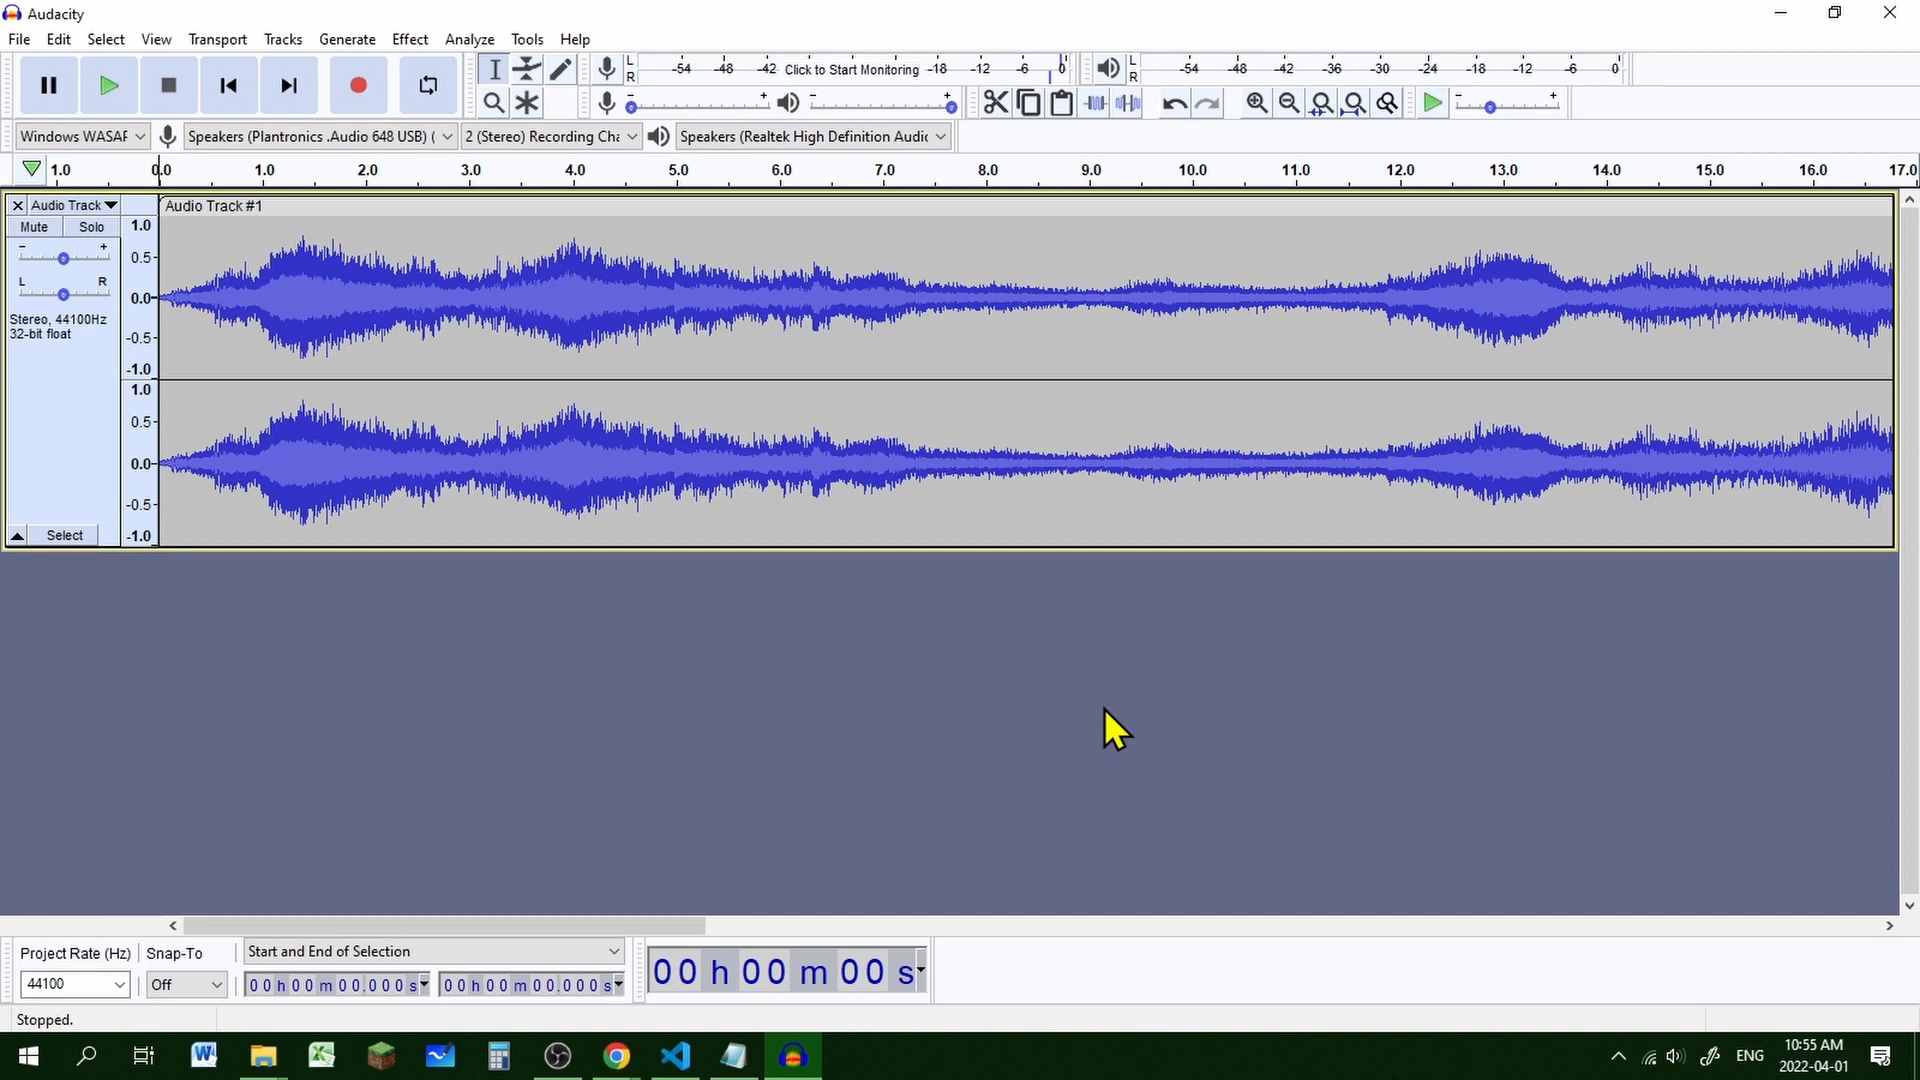 Audacity
File Edit Select View Transport Tracks Generate Effect Analyze Tools Help
L R -54 -48 -42 Click to Start Monitoring -18 -12 -6 0 L R -54 -48 -42 -36 -30 -24 -18 -12 -6 0
- + - + - +
Windows WASAF Speakers (Plantronics .Audio 648 USB) ( 2 (Stereo) Recording Cha Speakers (Realtek High Definition Audic
1.0 0.0 1.0 2.0 3.0 4.0 5.0 6.0 7.0 8.0 9.0 10.0 11.0 12.0 13.0 14.0 15.0 16.0 17.0
Audio Track Audio Track #1
Mute Solo
- +
L R
Stereo, 44100Hz
32-bit float
1.0
0.5
0.0
-0.5
-1.0
1.0
0.5
0.0
-0.5
-1.0
Select
Project Rate (Hz) Snap-To Start and End of Selection
44100 Off 00 h 00 m 00.000 s 00 h 00 m 00.000 s 00 h 00 m 00 s
Stopped.
ENG 10:55 AM
2022-04-01